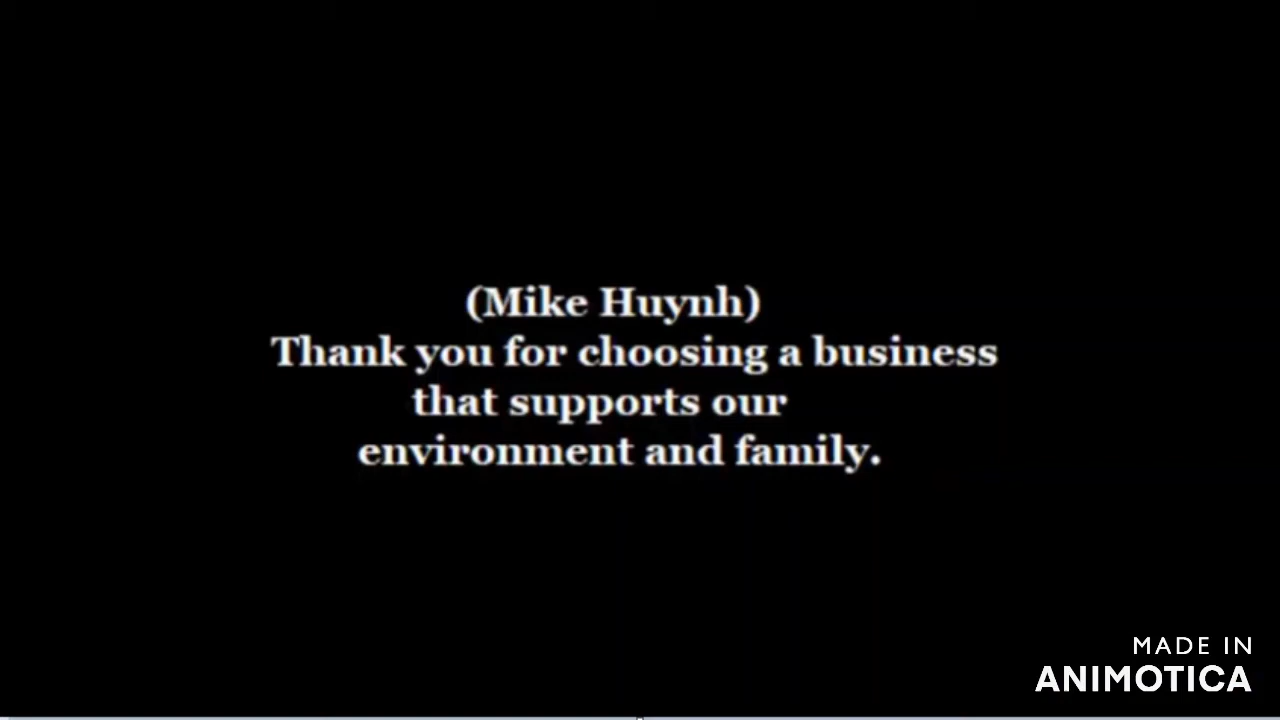 (Mike Huynh)
Thank you for choosing a business
that supports our
environment and family.
MADE IN
ANIMOTICA